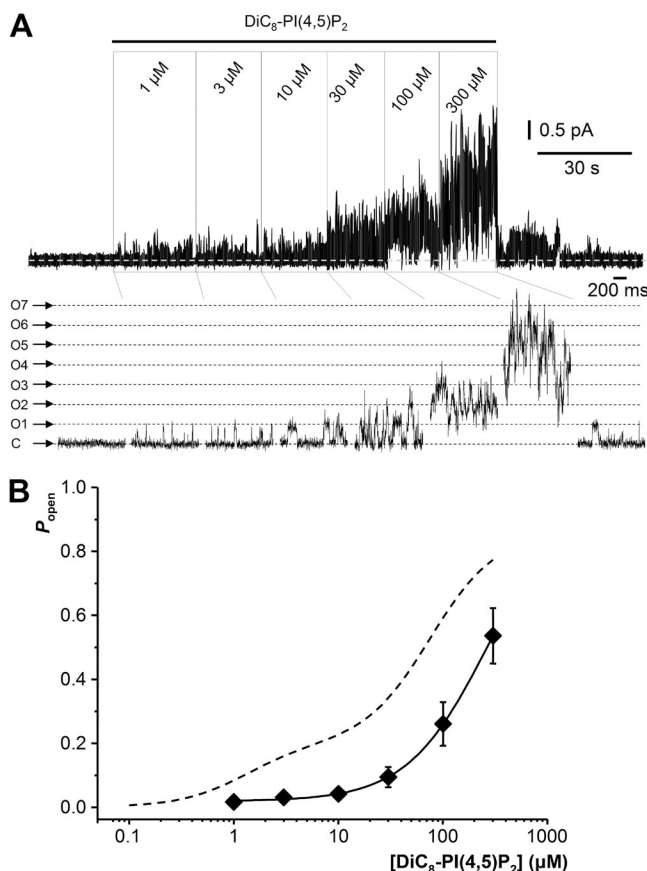 A
DiC₈-PI(4,5)P₂
1 µM
3 µM
10 µM
30 µM
100 µM
300 µM
0.5 pA
30 s
200 ms
O7
O6
O5
O4
O3
O2
O1
C
B
P_open
1.0
0.8
0.6
0.4
0.2
0.0
0.1
1
10
100
1000
[DiC₈-PI(4,5)P₂] (µM)